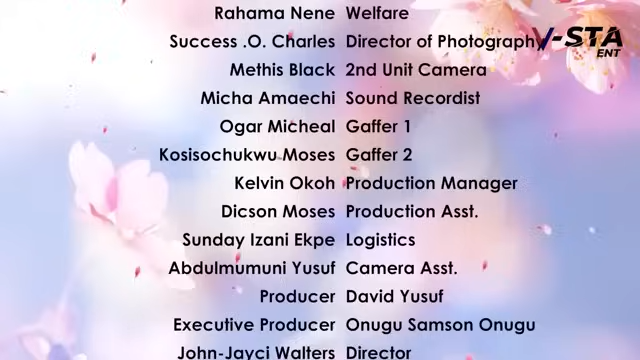 Rahama Nene Welfare
Success .O. Charles Director of Photography
V-STA
ENT
Methis Black 2nd Unit Camera
Micha Amaechi Sound Recordist
Ogar Micheal Gaffer 1
Kosisochukwu Moses Gaffer 2
Kelvin Okoh Production Manager
Dicson Moses Production Asst.
Sunday Izani Ekpe Logistics
Abdulmumuni Yusuf Camera Asst.
Producer David Yusuf
Executive Producer Onugu Samson Onugu
John-Jayci Walters Director